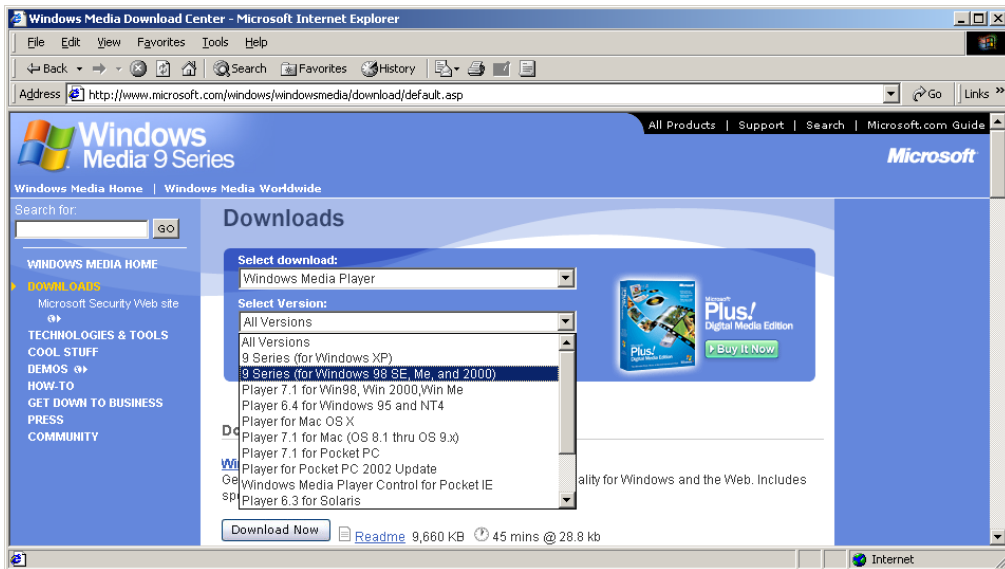 Windows Media Download Center - Microsoft Internet Explorer
File Edit View Favorites Tools Help
Back Search Favorites History
Address http://www.microsoft.com/windows/windowsmedia/download/default.asp Go Links »
All Products | Support | Search | Microsoft.com Guide
Windows
Media 9 Series
Microsoft
Windows Media Home | Windows Media Worldwide
Search for:
GO
WINDOWS MEDIA HOME
DOWNLOADS
Microsoft Security Web site
TECHNOLOGIES & TOOLS
COOL STUFF
DEMOS
HOW-TO
GET DOWN TO BUSINESS
PRESS
COMMUNITY
Downloads
Select download:
Windows Media Player
Select Version:
All Versions
All Versions
9 Series (for Windows XP)
9 Series (for Windows 98 SE, Me, and 2000)
Player 7.1 for Win98, Win 2000,Win Me
Player 6.4 for Windows 95 and NT4
Player for Mac OS X
Player 7.1 for Mac (OS 8.1 thru OS 9.x)
Player 7.1 for Pocket PC
Player for Pocket PC 2002 Update
Windows Media Player Control for Pocket IE
Player 6.3 for Solaris
Plus!
Digital Media Edition
Microsoft
Plus!
Digital Media Edition
Buy It Now
Do
Wi
Ge ality for Windows and the Web. Includes
sp
Download Now Readme 9,660 KB 45 mins @ 28.8 kb
Internet